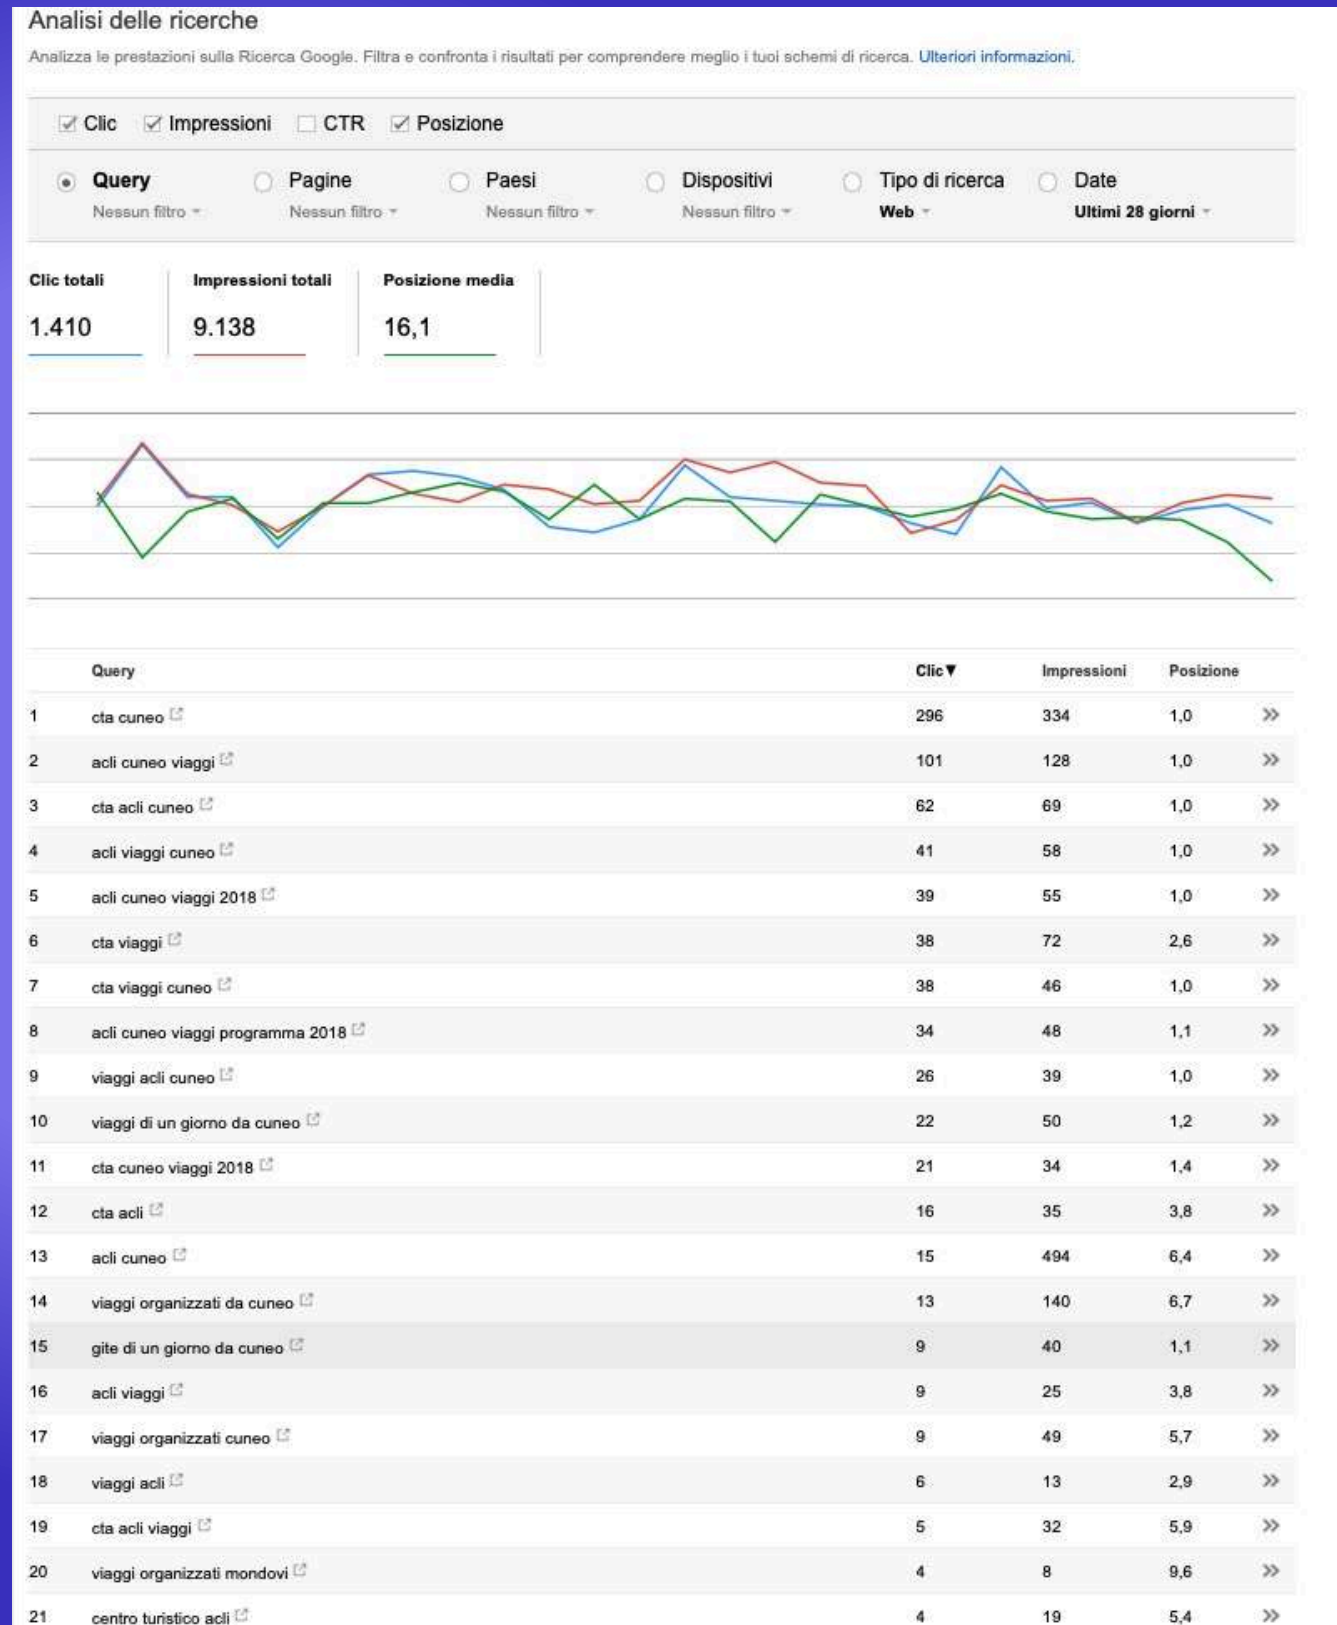 Analisi delle ricerche
Analizza le prestazioni sulla Ricerca Google. Filtra e confronta i risultati per comprendere meglio i tuoi schemi di ricerca. Ulteriori informazioni.
Clic Impressioni CTR Posizione
Query Pagine Paesi Dispositivi Tipo di ricerca Date
Nessun filtro Nessun filtro Nessun filtro Nessun filtro Web Ultimi 28 giorni
Clic totali Impressioni totali Posizione media
1.410 9.138 16,1
Query Clic▼ Impressioni Posizione
1 cta cuneo 296 334 1,0 »
2 acli cuneo viaggi 101 128 1,0 »
3 cta acli cuneo 62 69 1,0 »
4 acli viaggi cuneo 41 58 1,0 »
5 acli cuneo viaggi 2018 39 55 1,0 »
6 cta viaggi 38 72 2,6 »
7 cta viaggi cuneo 38 46 1,0 »
8 acli cuneo viaggi programma 2018 34 48 1,1 »
9 viaggi acli cuneo 26 39 1,0 »
10 viaggi di un giorno da cuneo 22 50 1,2 »
11 cta cuneo viaggi 2018 21 34 1,4 »
12 cta acli 16 35 3,8 »
13 acli cuneo 15 494 6,4 »
14 viaggi organizzati da cuneo 13 140 6,7 »
15 gite di un giorno da cuneo 9 40 1,1 »
16 acli viaggi 9 25 3,8 »
17 viaggi organizzati cuneo 9 49 5,7 »
18 viaggi acli 6 13 2,9 »
19 cta acli viaggi 5 32 5,9 »
20 viaggi organizzati mondovi 4 8 9,6 »
21 centro turistico acli 4 19 5,4 »